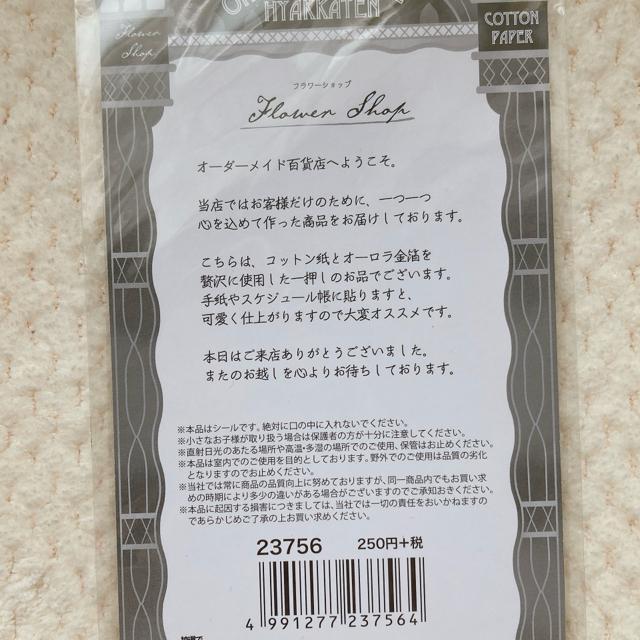 HYAKKATEN
COTTON
PAPER
Flower
Shop
フラワーショップ
Flower Shop
オーダーメイド百貨店へようこそ。
当店ではお客様だけのために、一つ一つ
心を込めて作った商品をお届けしております。
こちらは、コットン紙とオーロラ金箔を
贅沢に使用した一押しのお品でございます。
手紙やスケジュール帳に貼りますと、
可愛く仕上がりますので大変オススメです。
本日はご来店ありがとうございました。
またのお越しを心よりお待ちしております。
※本品はシールです。絶対に口の中に入れないでください。
※小さなお子様が取り扱う場合は保護者の方が十分に注意してください。
※直射日光のあたる場所や高温・多湿の場所でのご使用、保管はお止めください。
※本品は室内でのご使用を目的としております。野外でのご使用は品質の劣化
となりますのでお止めください。
※当社では常に商品の品質向上に努めておりますが、同一商品内でもお買い求
めの時期により多少の違いがある場合がございますのでご承知おきください。
※本品に起因する損害につきましては、当社では一切の責任をおいかねますの
であらかじめご了承の上お買い求めください。
23756 250円+税
4 991277 237564